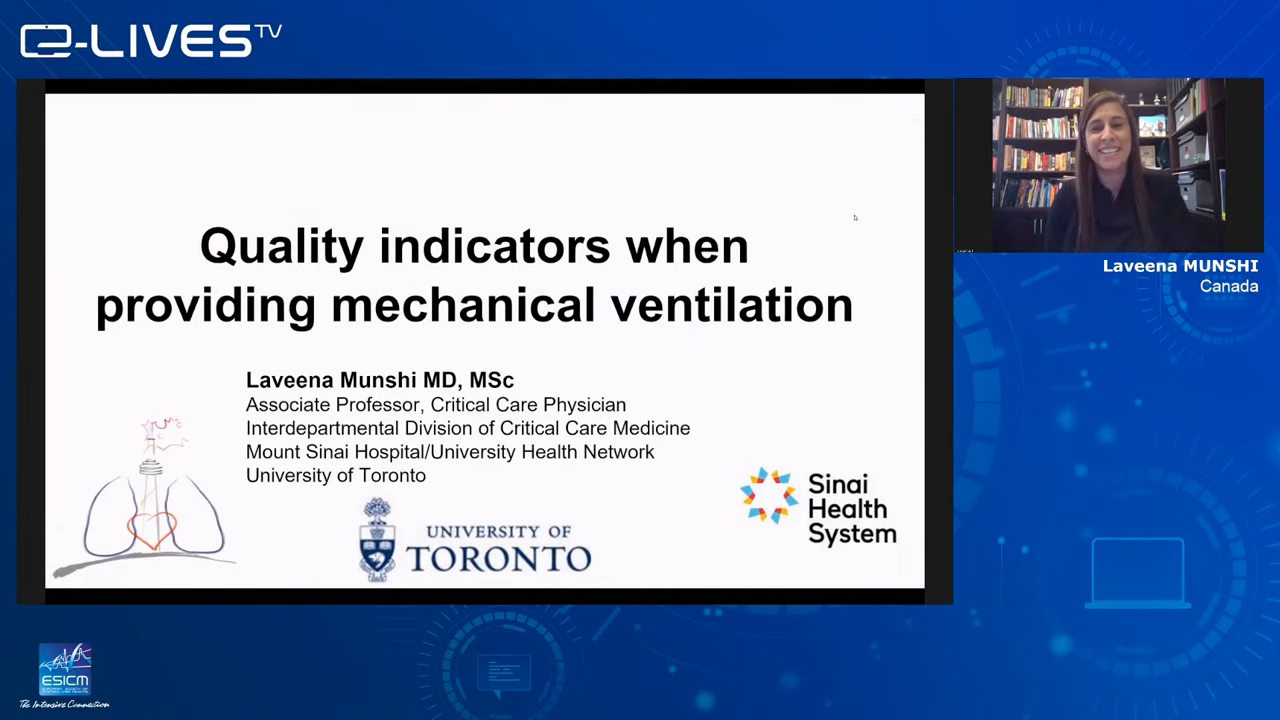 e-LIVES TV
Quality indicators when
providing mechanical ventilation
Laveena Munshi MD, MSc
Associate Professor, Critical Care Physician
Interdepartmental Division of Critical Care Medicine
Mount Sinai Hospital/University Health Network
University of Toronto
UNIVERSITY OF
TORONTO
Sinai
Health
System
Laveena MUNSHI
Canada
ESICM
The Intensive Connection